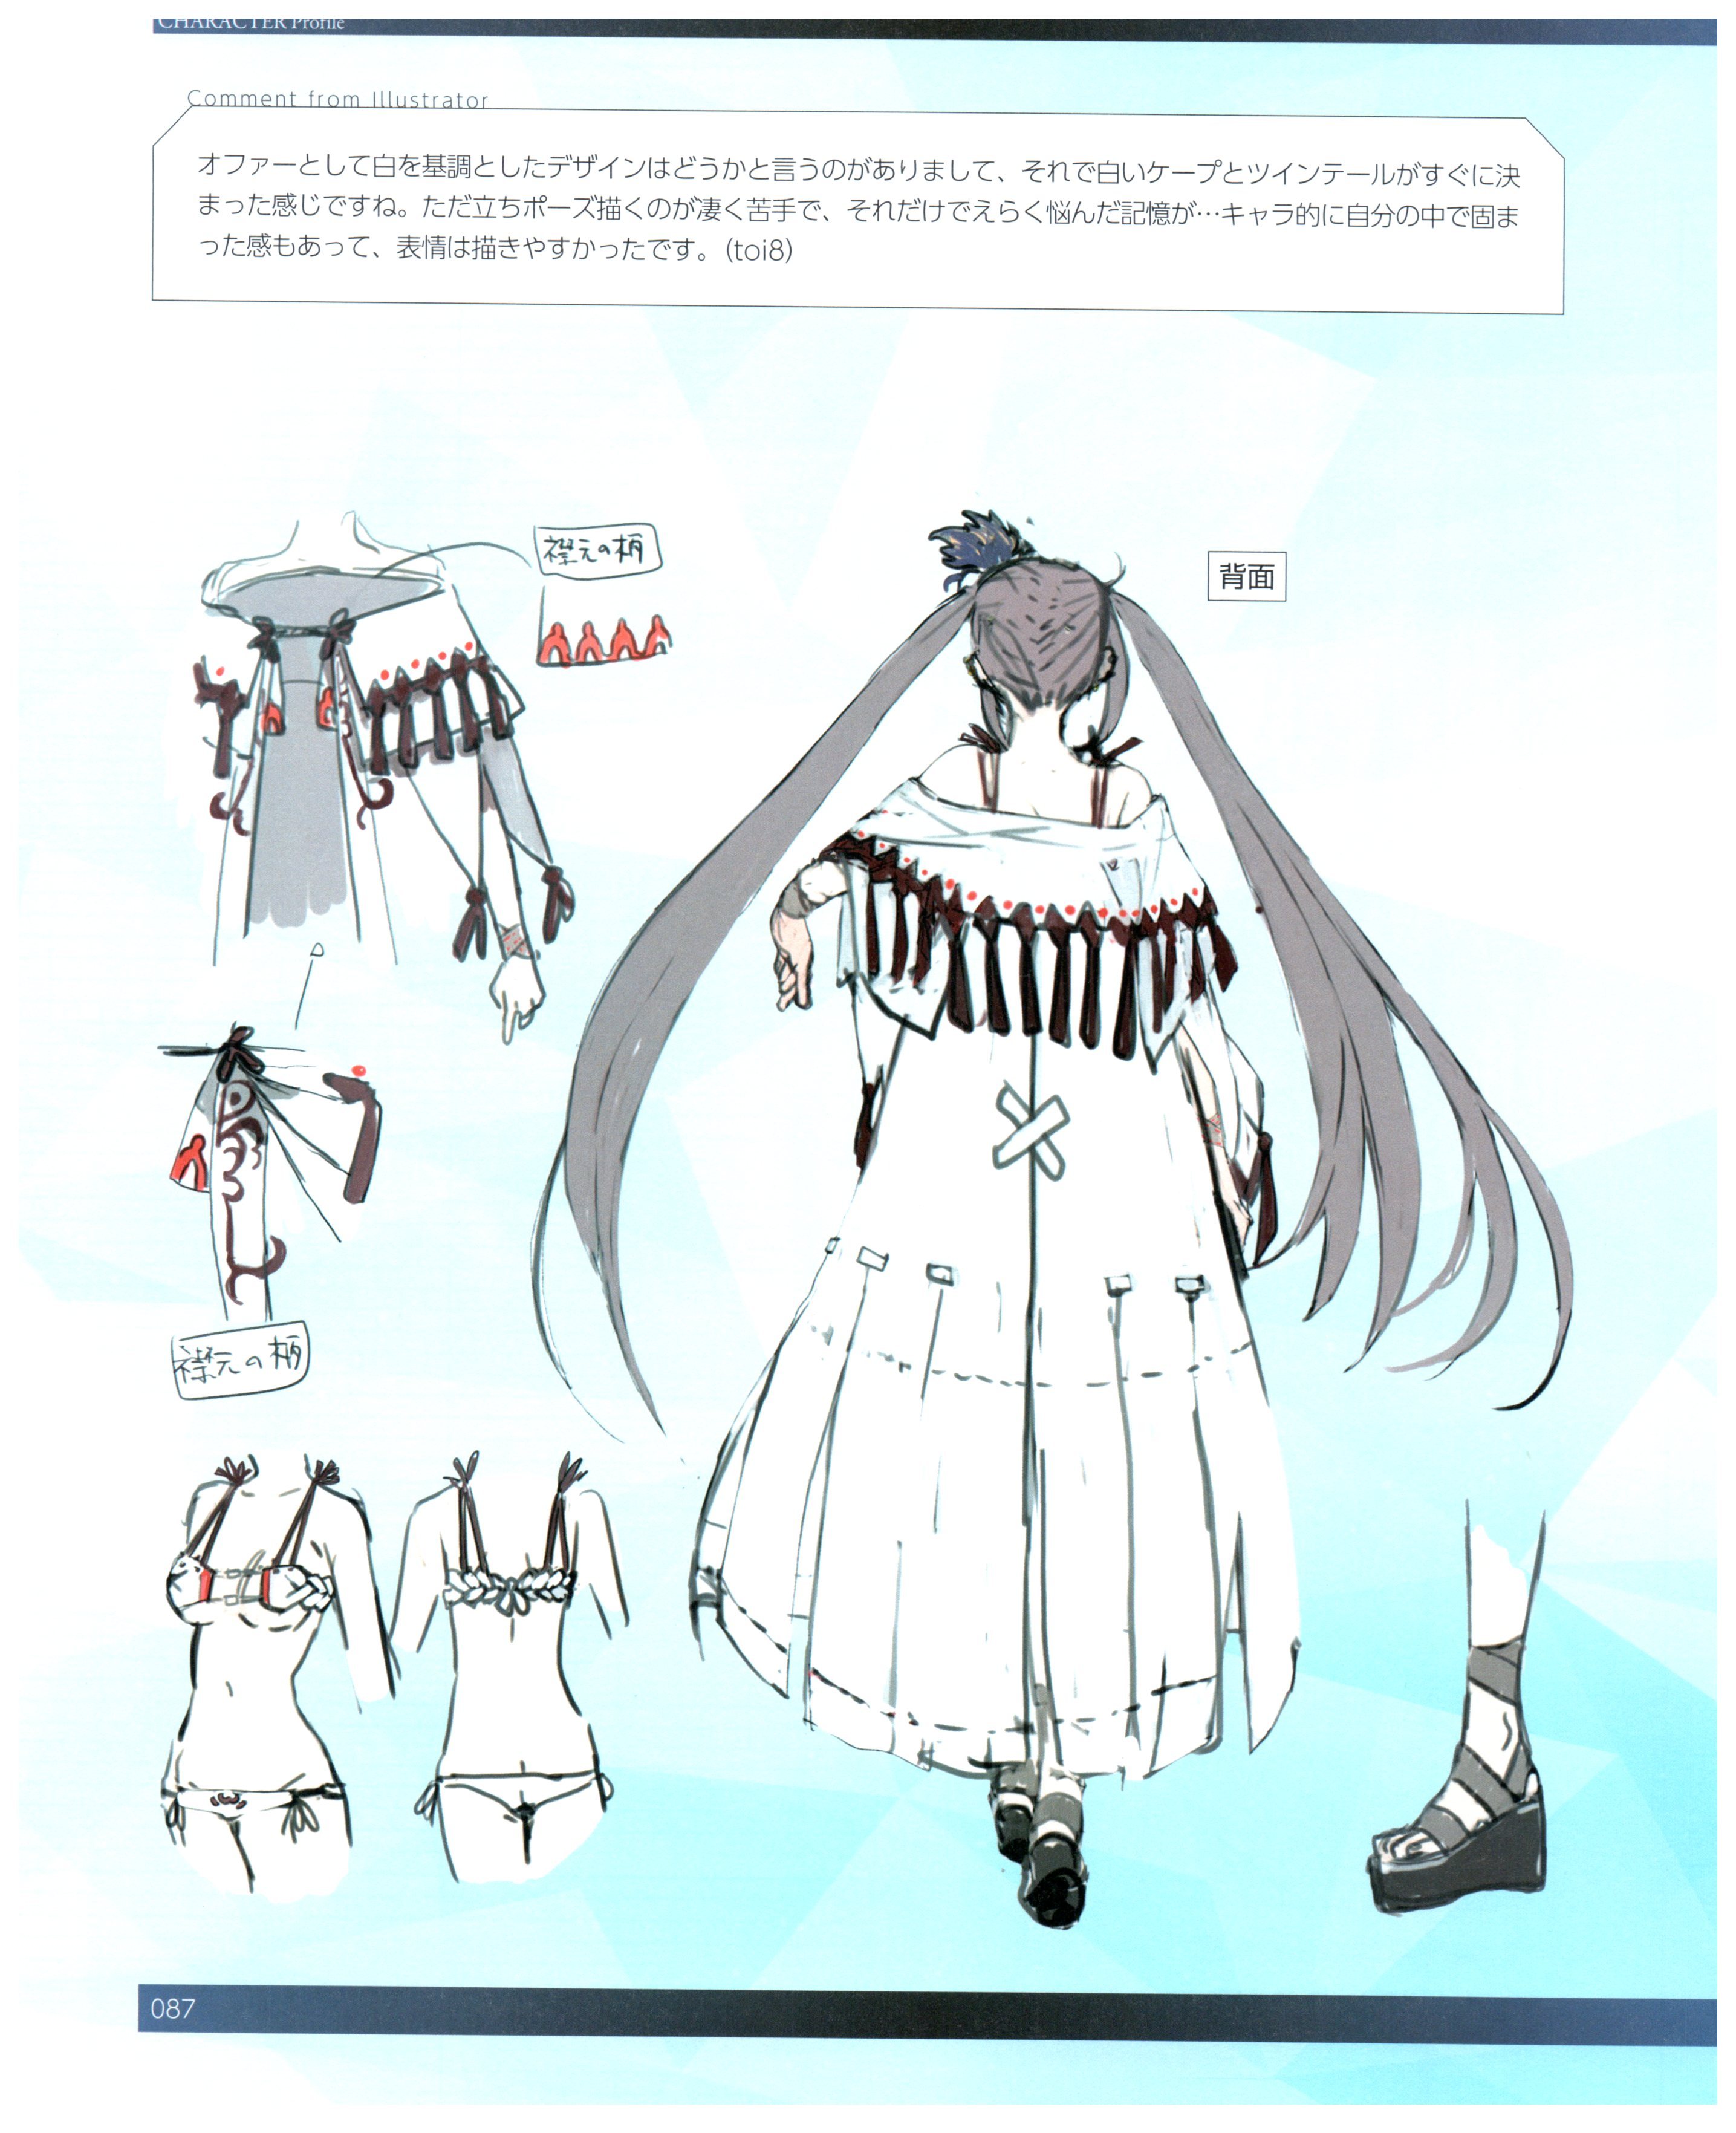 CHARACTER Profile
Comment from Illustrator
オファーとして白を基調としたデザインはどうかと言うのがありまして、それで白いケープとツインテールがすぐに決
まった感じですね。ただ立ちポーズ描くのが凄く苦手で、それだけでえらく悩んだ記憶が…キャラ的に自分の中で固ま
った感もあって、表情は描きやすかったです。(toi8)
襟元の柄
背面
襟元の柄
087